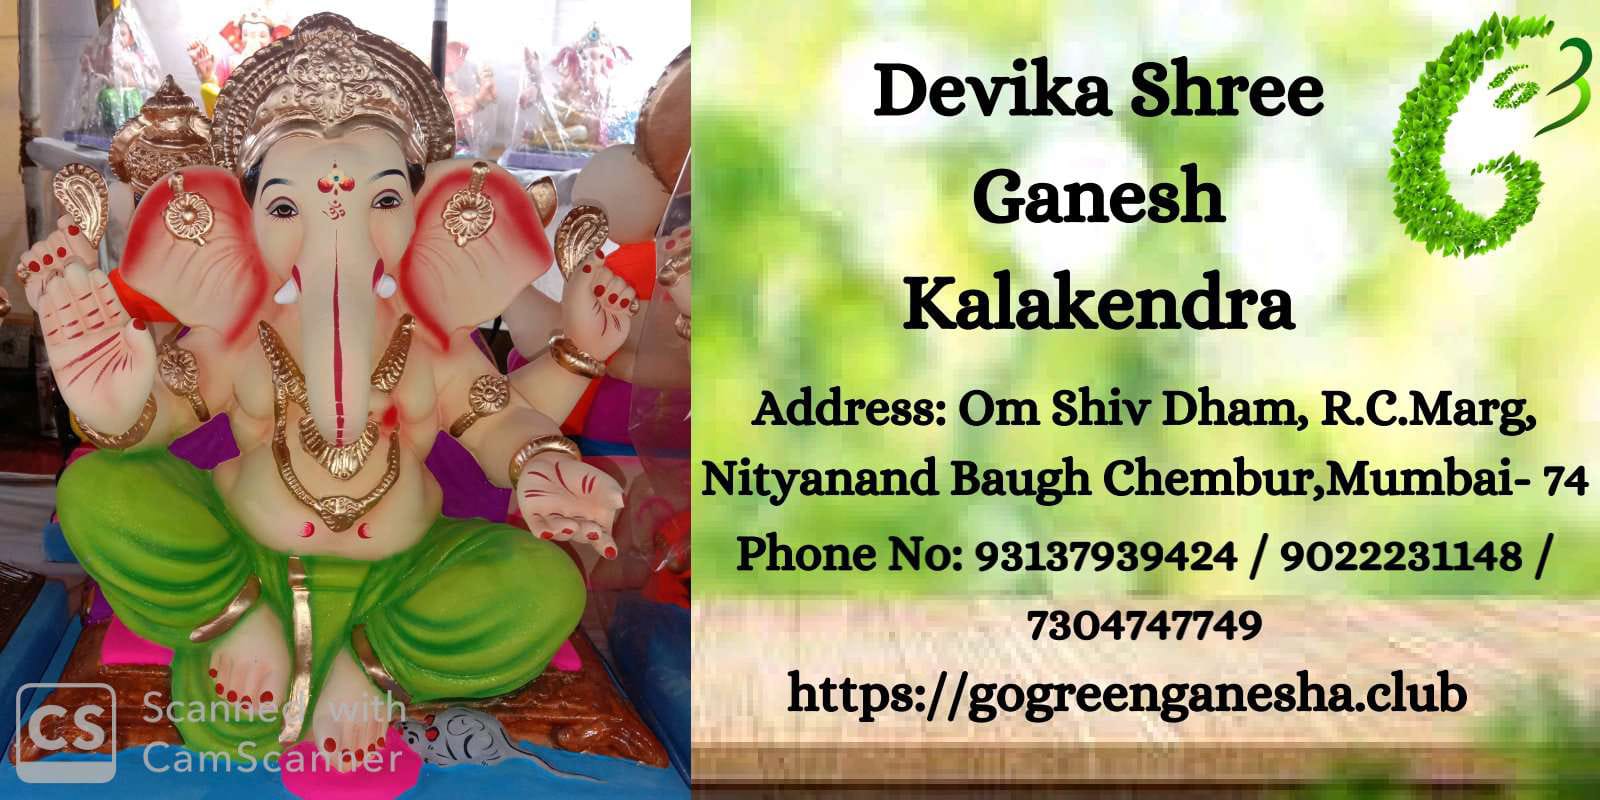 Devika Shree
Ganesh
Kalakendra
Address: Om Shiv Dham, R.C.Marg,
Nityanand Baugh Chembur,Mumbai- 74
Phone No: 93137939424 / 9022231148 /
7304747749
https://gogreenganesha.club
CS
Scanned with
CamScanner